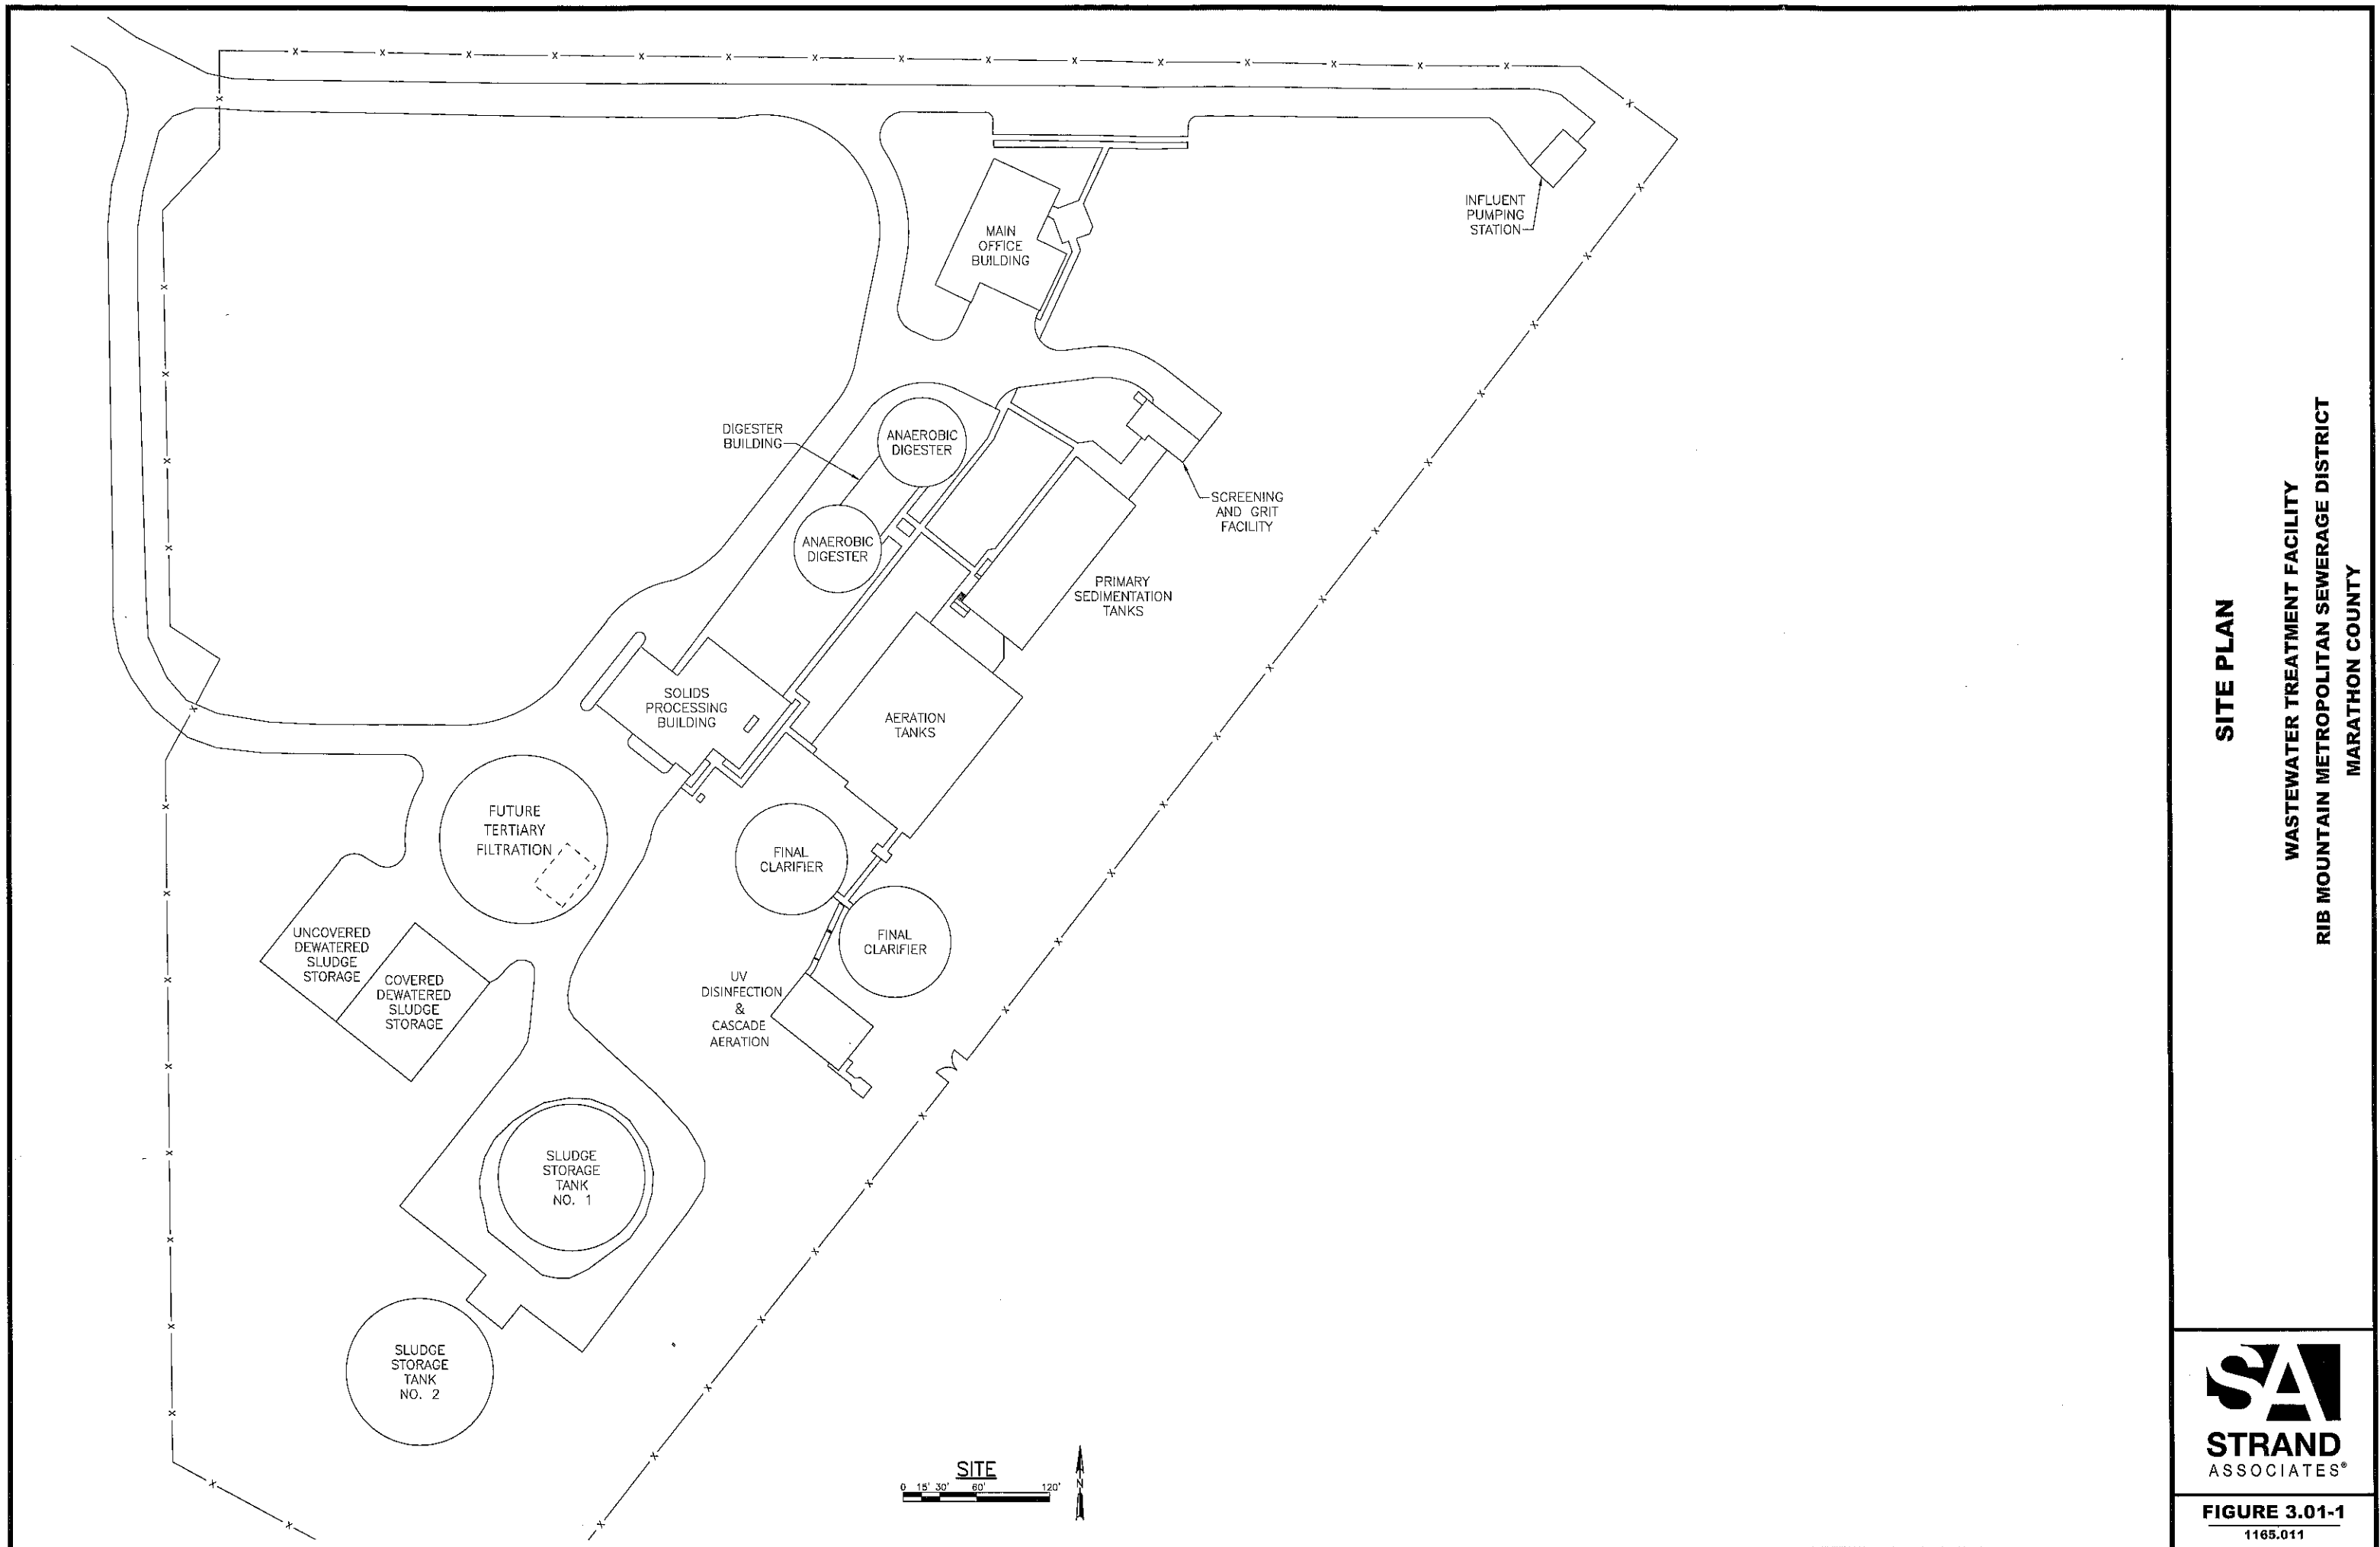 INFLUENT
PUMPING
STATION
MAIN
OFFICE
BUILDING
DIGESTER
BUILDING
ANAEROBIC
DIGESTER
ANAEROBIC
DIGESTER
SCREENING
AND GRIT
FACILITY
PRIMARY
SEDIMENTATION
TANKS
SOLIDS
PROCESSING
BUILDING
AERATION
TANKS
FUTURE
TERTIARY
FILTRATION
FINAL
CLARIFIER
FINAL
CLARIFIER
UNCOVERED
DEWATERED
SLUDGE
STORAGE
COVERED
DEWATERED
SLUDGE
STORAGE
UV
DISINFECTION
&
CASCADE
AERATION
SLUDGE
STORAGE
TANK
NO. 1
SLUDGE
STORAGE
TANK
NO. 2
SITE
0 15' 30' 60' 120'
N
SITE PLAN
WASTEWATER TREATMENT FACILITY
RIB MOUNTAIN METROPOLITAN SEWERAGE DISTRICT
MARATHON COUNTY
SA
STRAND
ASSOCIATES®
FIGURE 3.01-1
1165.011